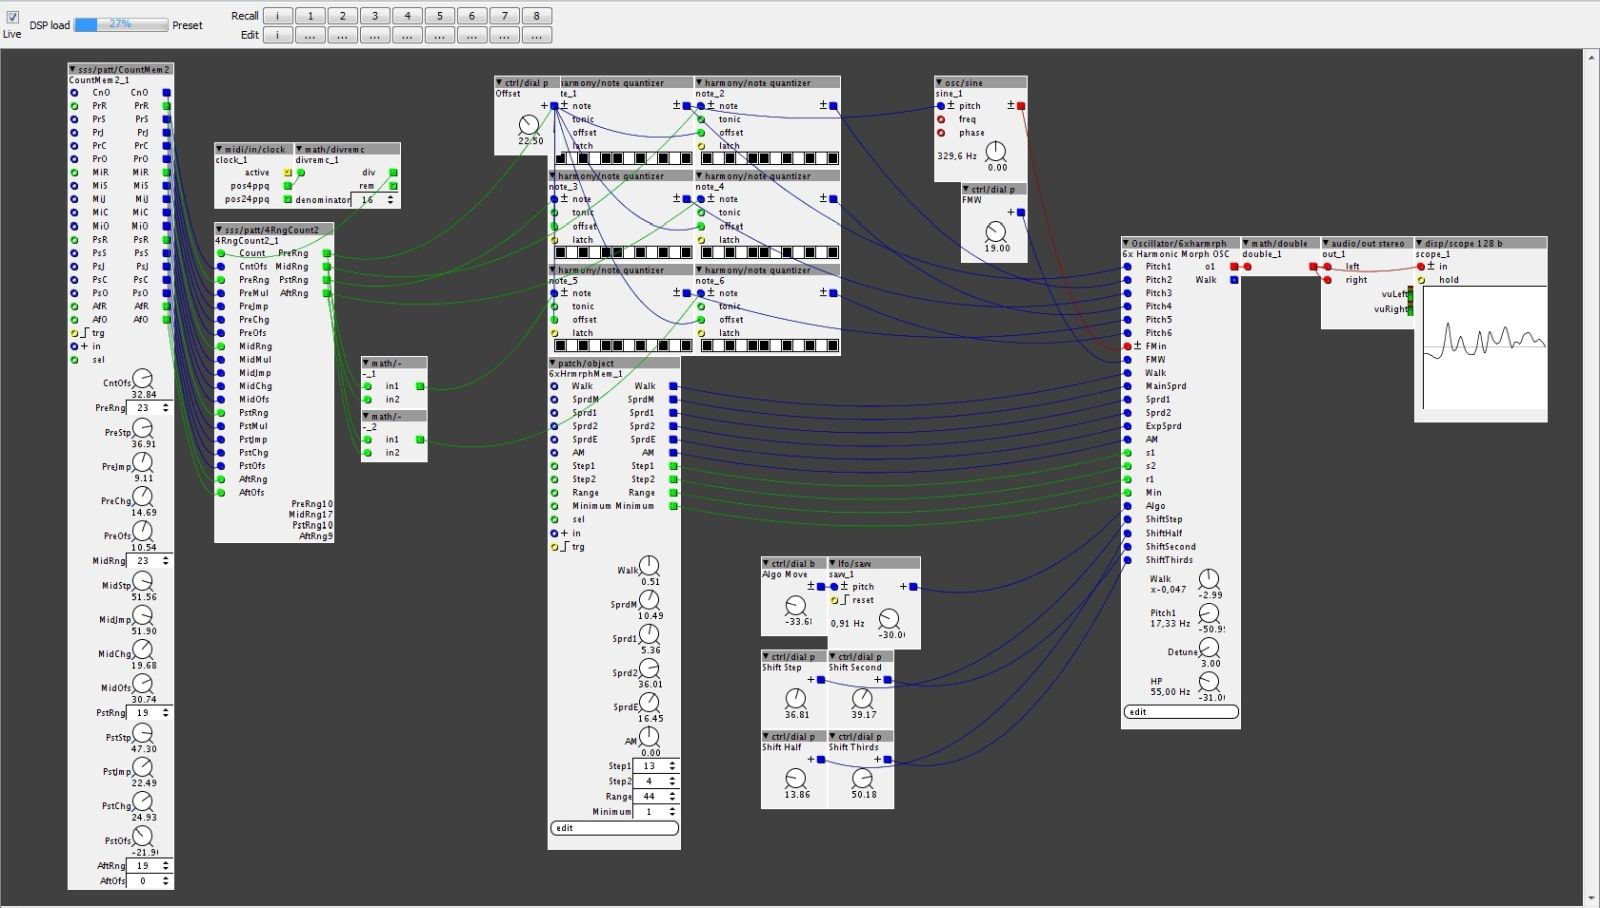 Live
DSP load 27% Preset
Recall i 1 2 3 4 5 6 7 8
Edit i ... ... ... ... ... ... ... ...
sss/patt/CountMem2
CountMem2_1
CnO CnO
PrR PrR
PrS PrS
PrJ PrJ
PrC PrC
PrO PrO
MiR MiR
MiS MiS
MiJ MiJ
MiC MiC
MiO MiO
PsR PsR
PsS PsS
PsJ PsJ
PsC PsC
PsO PsO
AfR AfR
AfO AfO
trg
+ in
sel
CntOfs
32.84
PreRng 23
PreStp
36.91
PreJmp
9.11
PreChg
14.69
PreOfs
10.54
MidRng 23
MidStp
51.56
MidJmp
51.90
MidChg
19.68
MidOfs
30.74
PstRng 19
PstStp
47.30
PstJmp
22.49
PstChg
24.93
PstOfs
-21.9
AftRng 19
AftOfs 0
midi/in/clock
clock_1
active
pos4ppq
pos24ppq
math/divremc
divremc_1
div
rem
denominator 16
sss/patt/4RngCount2
4RngCount2_1
Count PreRng
CntOfs MidRng
PreRng PstRng
PreMul AftRng
PreJmp
PreChg
PreOfs
MidRng
MidMul
MidJmp
MidChg
MidOfs
PstRng
PstMul
PstJmp
PstChg
PstOfs
AftRng
AftOfs
PreRng10
MidRng17
PstRng10
AftRng9
math/-
-_1
in1
in2
math/-
-_2
in1
in2
ctrl/dial p
Offset
+
22.50
harmony/note quantizer
te_1
± note ±
tonic
offset
latch
harmony/note quantizer
note_2
± note ±
tonic
offset
latch
harmony/note quantizer
note_3
± note ±
tonic
offset
latch
harmony/note quantizer
note_4
± note ±
tonic
offset
latch
harmony/note quantizer
note_5
± note ±
tonic
offset
latch
harmony/note quantizer
note_6
± note ±
tonic
offset
latch
patch/object
6xHrmrphMem_1
Walk Walk
SprdM SprdM
Sprd1 Sprd1
Sprd2 Sprd2
SprdE SprdE
AM AM
Step1 Step1
Step2 Step2
Range Range
Minimum Minimum
sel
+ in
trg
Walk
0.51
SprdM
10.49
Sprd1
5.36
Sprd2
36.01
SprdE
16.45
AM
0.00
Step1 13
Step2 4
Range 44
Minimum 1
edit
osc/sine
sine_1
± pitch ±
freq
phase
329,6 Hz
0.00
ctrl/dial p
FMW
+
19.00
ctrl/dial b
Algo Move
±
-33.6
lfo/saw
saw_1
± pitch +
reset
0,91 Hz
-30.0
ctrl/dial p
Shift Step
+
36.81
ctrl/dial p
Shift Second
+
39.17
ctrl/dial p
Shift Half
+
13.86
ctrl/dial p
Shift Thirds
+
50.18
Oscillator/6xharmrph
6x Harmonic Morph OSC
Pitch1 o1
Pitch2 Walk
Pitch3
Pitch4
Pitch5
Pitch6
± FMin
FMW
Walk
MainSprd
Sprd1
Sprd2
ExpSprd
AM
s1
s2
r1
Min
Algo
ShiftStep
ShiftHalf
ShiftSecond
ShiftThirds
Walk
x-0,047
-2.99
Pitch1
17,33 Hz
-50.9
Detune
3.00
HP
55,00 Hz
-31.0
edit
math/double
double_1
audio/out stereo
out_1
left
right
vuLeft
vuRight
disp/scope 128 b
scope_1
± in
hold